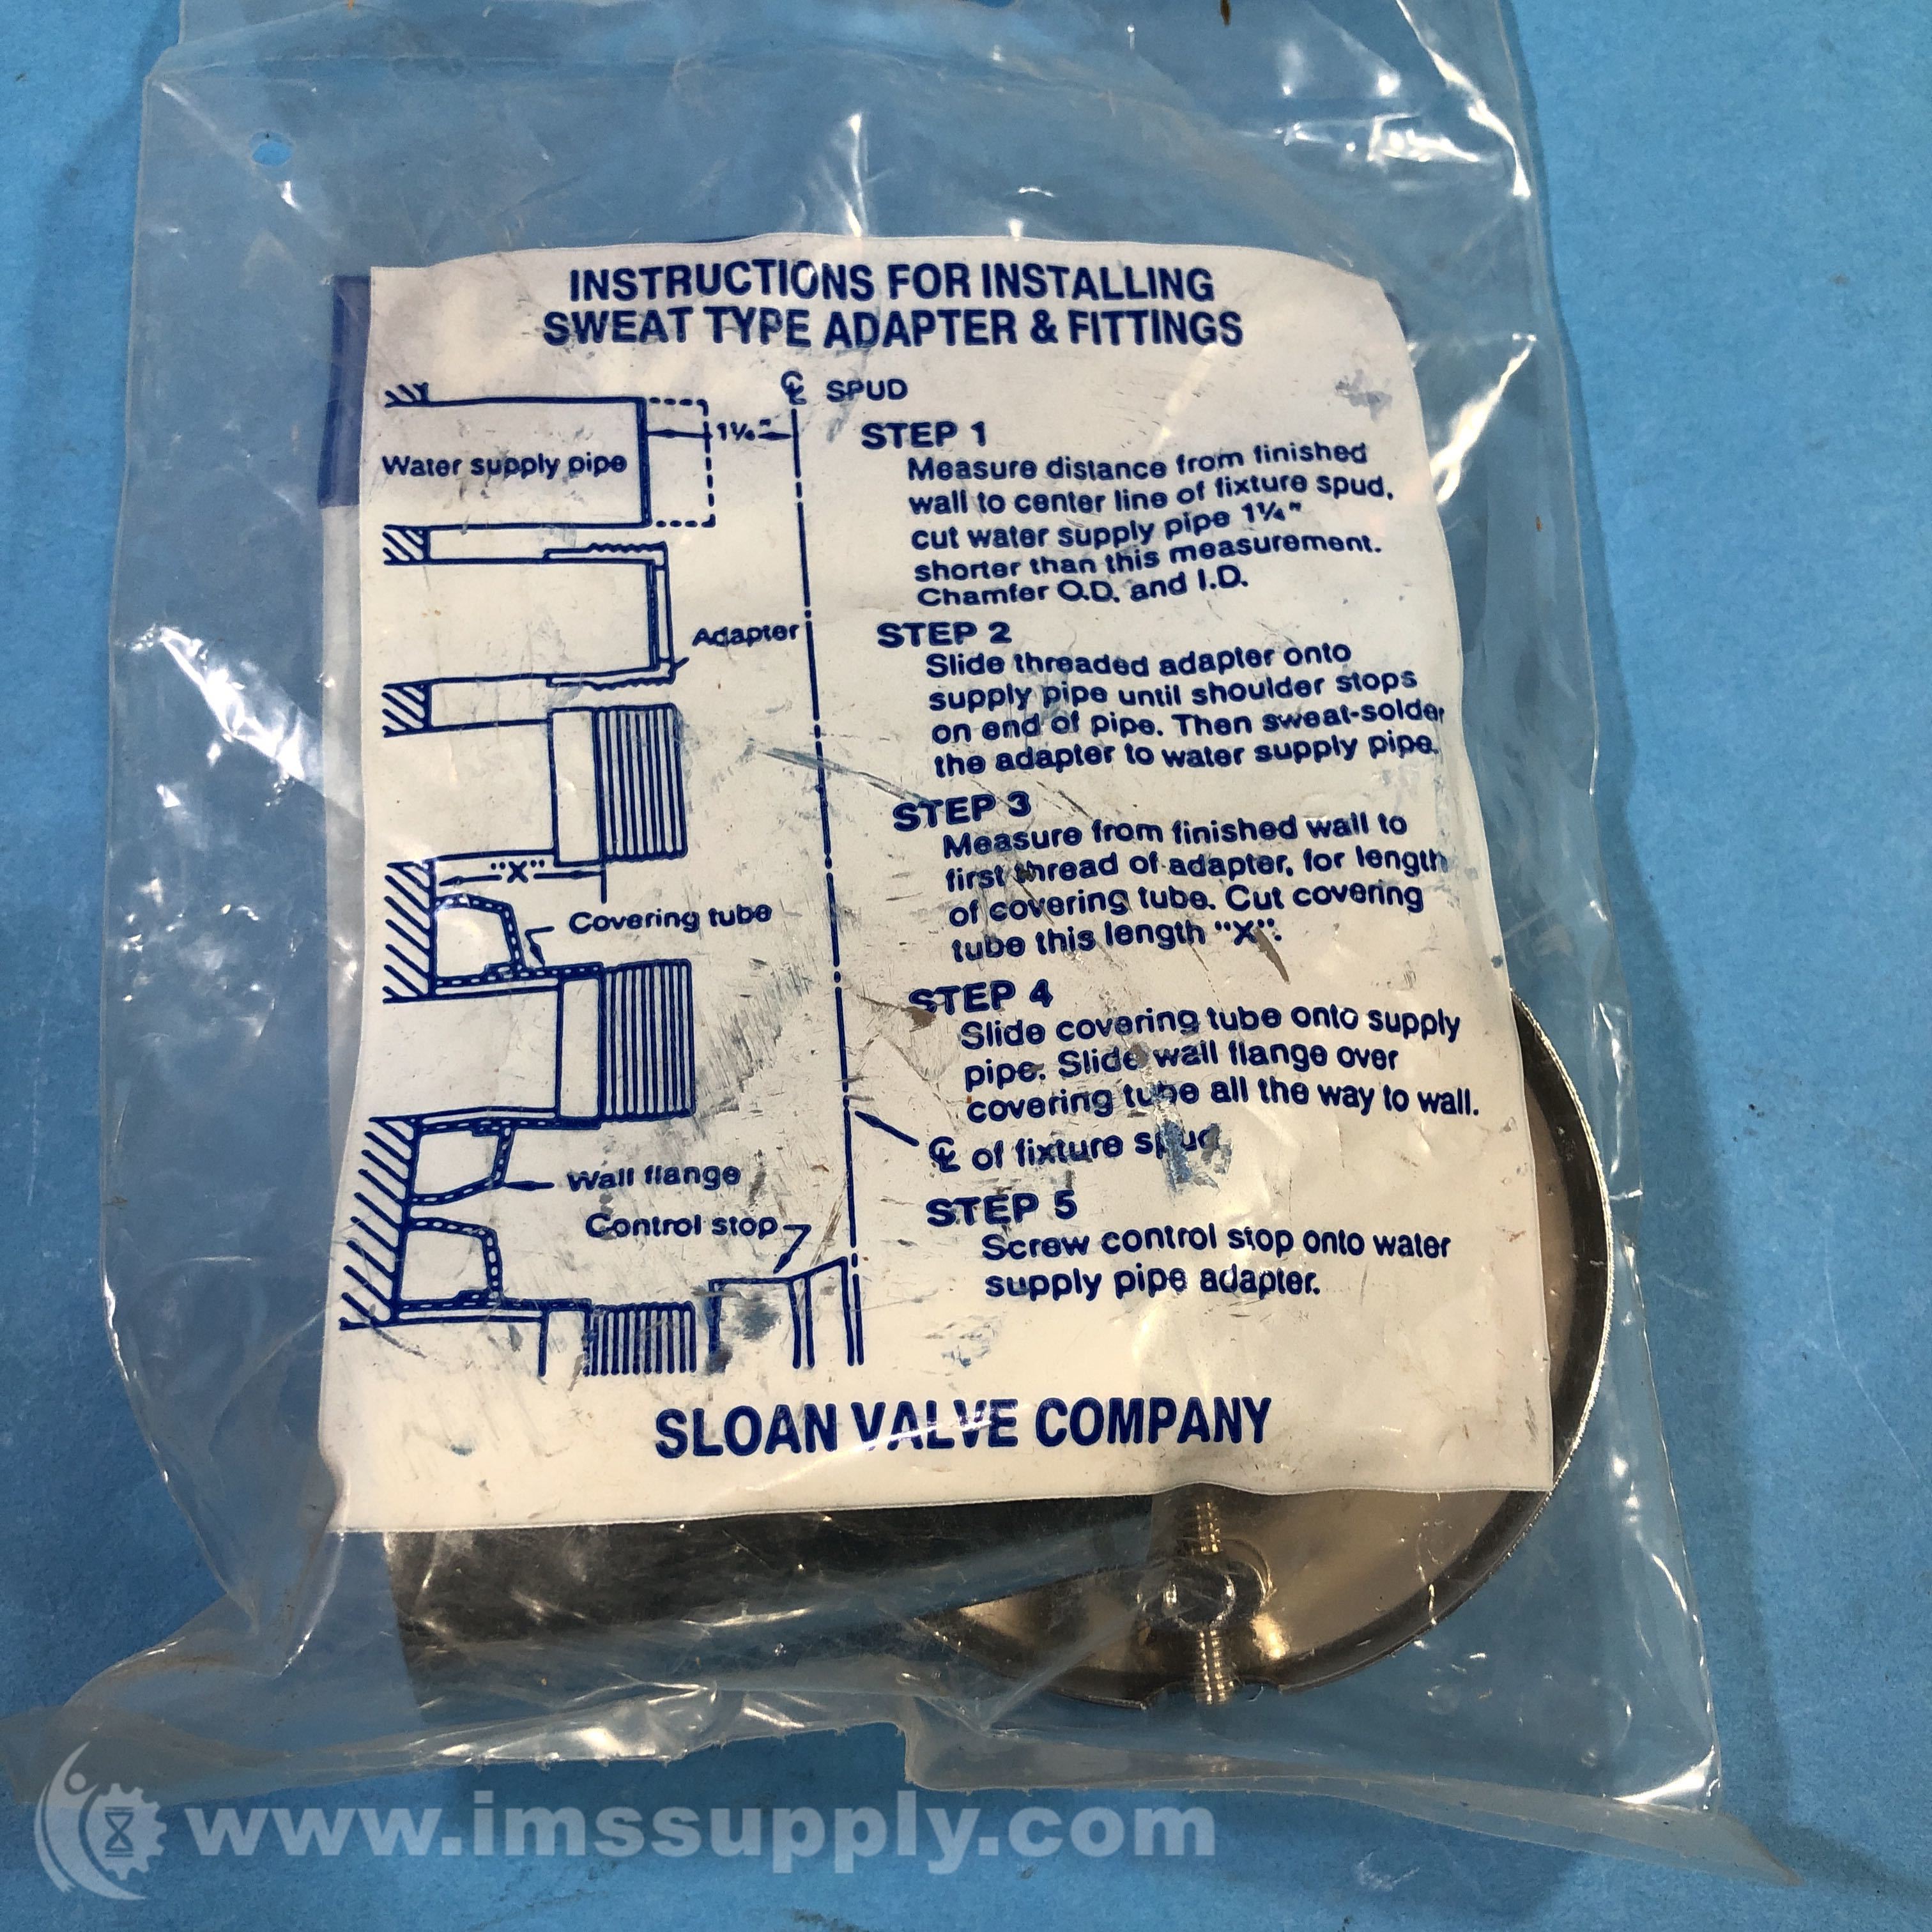 INSTRUCTIONS FOR INSTALLING
SWEAT TYPE ADAPTER & FITTINGS
℄ SPUD
1¼"
Water supply pipe
Adapter
"X"
Covering tube
Wall flange
Control stop
STEP 1
Measure distance from finished
wall to center line of fixture spud,
cut water supply pipe 1¼"
shorter than this measurement.
Chamfer O.D. and I.D.
STEP 2
Slide threaded adapter onto
supply pipe until shoulder stops
on end of pipe. Then sweat-solder
the adapter to water supply pipe.
STEP 3
Measure from finished wall to
first thread of adapter, for length
of covering tube. Cut covering
tube this length "X".
STEP 4
Slide covering tube onto supply
pipe. Slide wall flange over
covering tube all the way to wall.
℄ of fixture spud
STEP 5
Screw control stop onto water
supply pipe adapter.
SLOAN VALVE COMPANY
www.imssupply.com